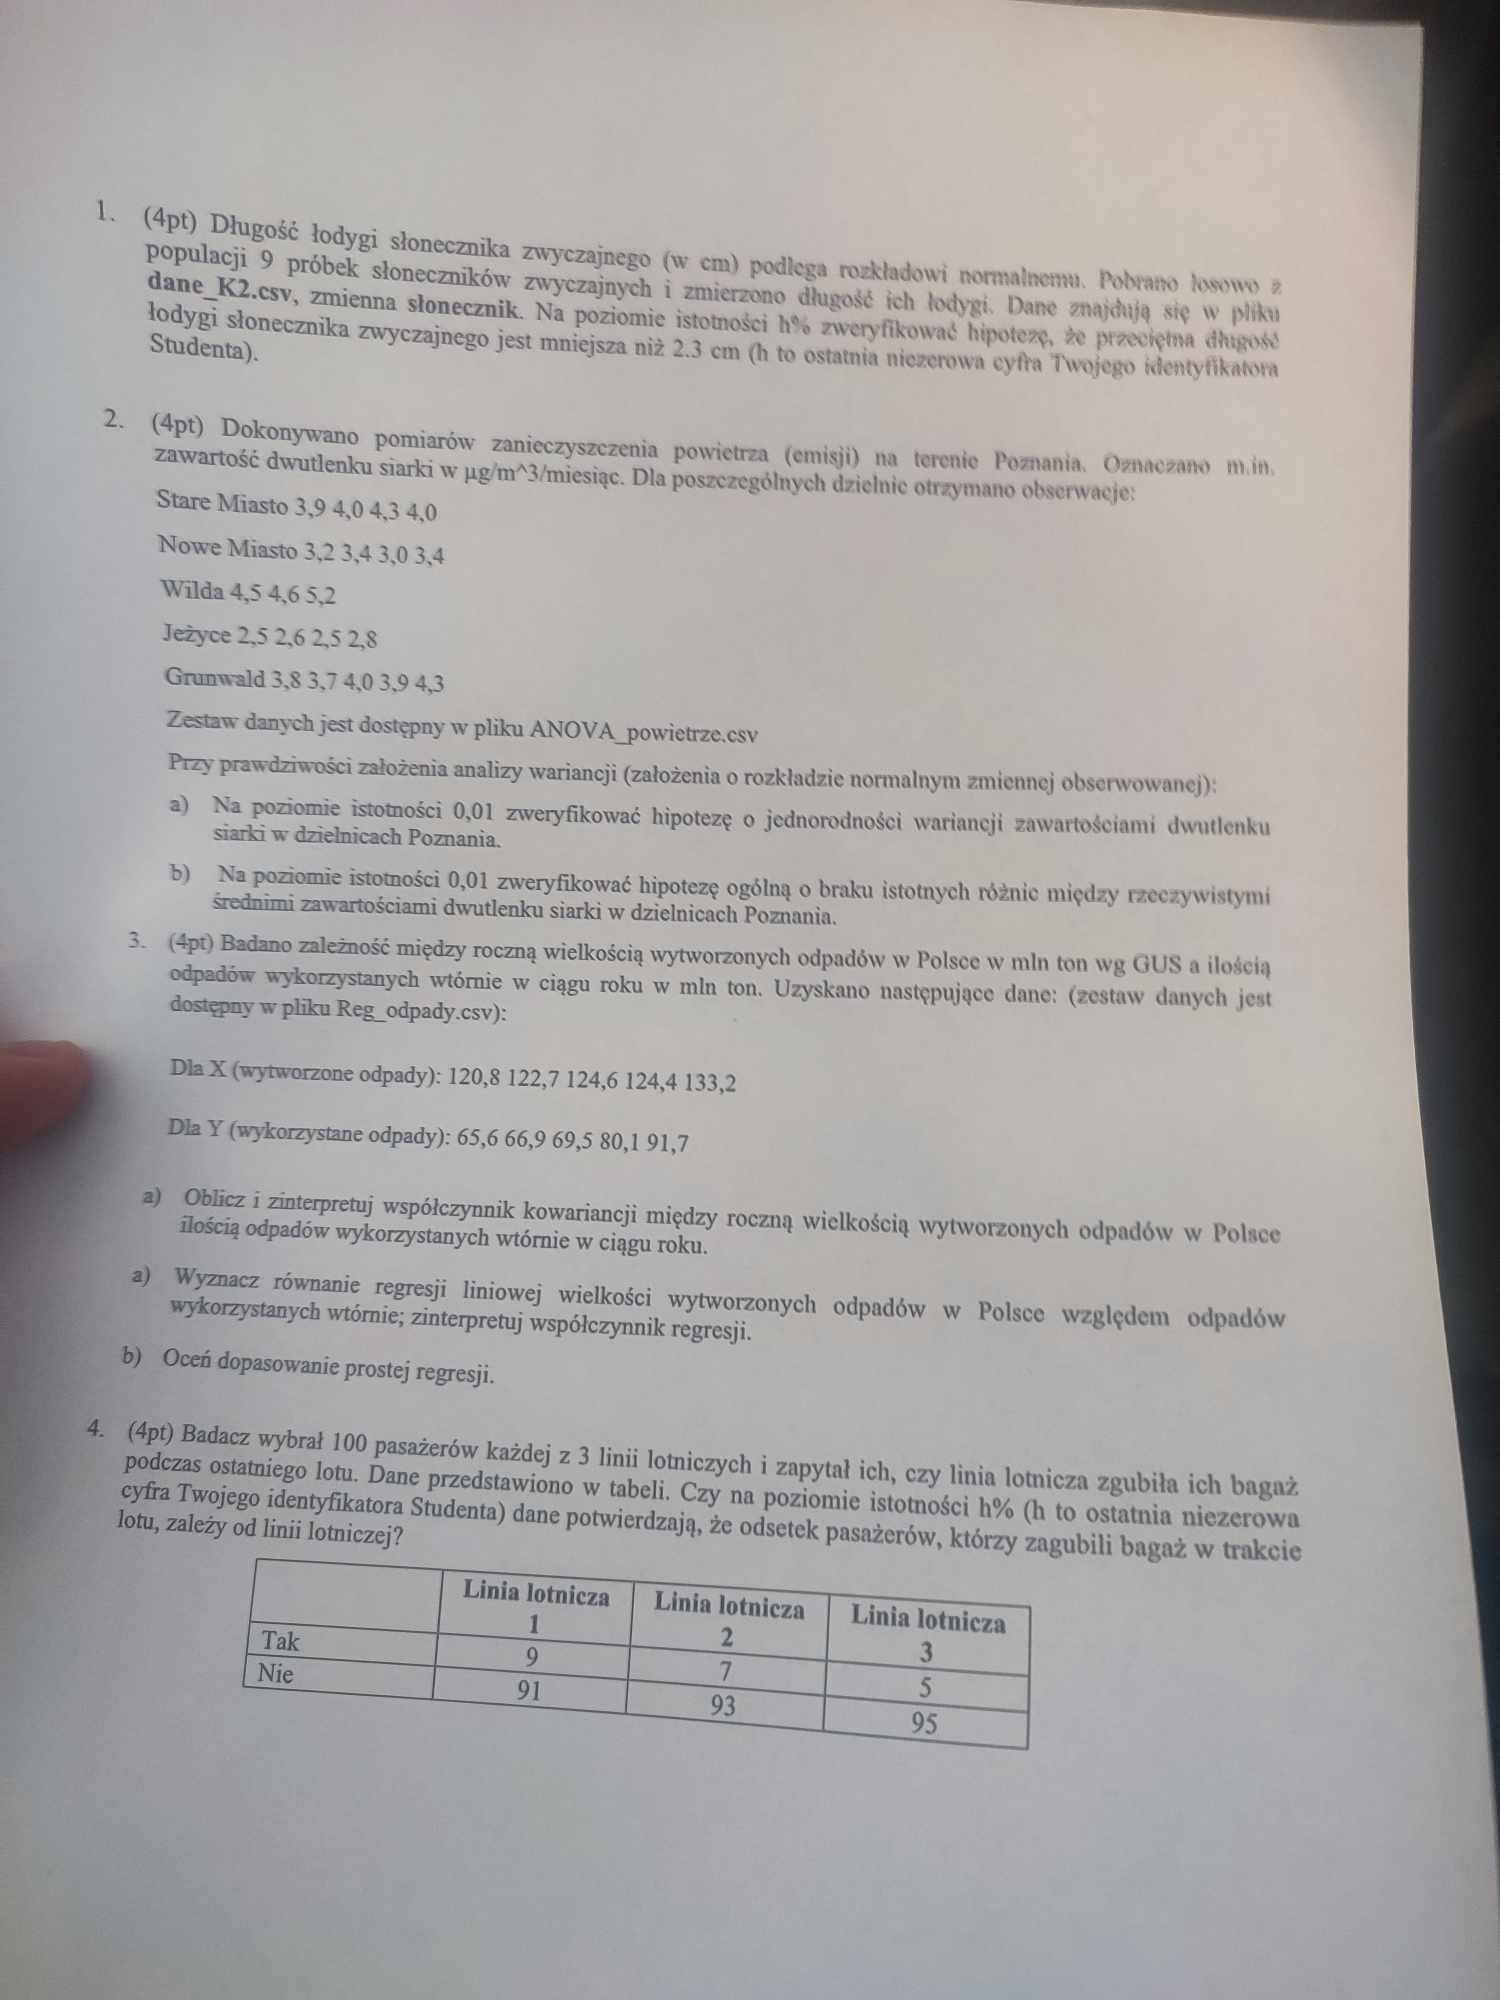 1. (4pt) Długość łodygi słonecznika zwyczajnego (w cm) podlega rozkładowi normalnemu. Pobrano losowo z
populacji 9 próbek słoneczników zwyczajnych i zmierzono długość ich łodygi. Dane znajdują się w pliku
dane_K2.csv, zmienna słonecznik. Na poziomie istotności h% zweryfikować hipotezę, że przeciętna długość
łodygi słonecznika zwyczajnego jest mniejsza niż 2.3 cm (h to ostatnia niezerowa cyfra Twojego identyfikatora
Studenta).
2. (4pt) Dokonywano pomiarów zanieczyszczenia powietrza (emisji) na terenie Poznania. Oznaczano m.in.
zawartość dwutlenku siarki w µg/m^3/miesiąc. Dla poszczególnych dzielnic otrzymano obserwacje:
Stare Miasto 3,9 4,0 4,3 4,0
Nowe Miasto 3,2 3,4 3,0 3,4
Wilda 4,5 4,6 5,2
Jeżyce 2,5 2,6 2,5 2,8
Grunwald 3,8 3,7 4,0 3,9 4,3
Zestaw danych jest dostępny w pliku ANOVA_powietrze.csv
Przy prawdziwości założenia analizy wariancji (założenia o rozkładzie normalnym zmiennej obserwowanej):
a) Na poziomie istotności 0,01 zweryfikować hipotezę o jednorodności wariancji zawartościami dwutlenku
siarki w dzielnicach Poznania.
b) Na poziomie istotności 0,01 zweryfikować hipotezę ogólną o braku istotnych różnic między rzeczywistymi
średnimi zawartościami dwutlenku siarki w dzielnicach Poznania.
3. (4pt) Badano zależność między roczną wielkością wytworzonych odpadów w Polsce w mln ton wg GUS a ilością
odpadów wykorzystanych wtórnie w ciągu roku w mln ton. Uzyskano następujące dane: (zestaw danych jest
dostępny w pliku Reg_odpady.csv):
Dla X (wytworzone odpady): 120,8 122,7 124,6 124,4 133,2
Dla Y (wykorzystane odpady): 65,6 66,9 69,5 80,1 91,7
a) Oblicz i zinterpretuj współczynnik kowariancji między roczną wielkością wytworzonych odpadów w Polsce
ilością odpadów wykorzystanych wtórnie w ciągu roku.
a) Wyznacz równanie regresji liniowej wielkości wytworzonych odpadów w Polsce względem odpadów
wykorzystanych wtórnie; zinterpretuj współczynnik regresji.
b) Oceń dopasowanie prostej regresji.
4. (4pt) Badacz wybrał 100 pasażerów każdej z 3 linii lotniczych i zapytał ich, czy linia lotnicza zgubiła ich bagaż
podczas ostatniego lotu. Dane przedstawiono w tabeli. Czy na poziomie istotności h% (h to ostatnia niezerowa
cyfra Twojego identyfikatora Studenta) dane potwierdzają, że odsetek pasażerów, którzy zagubili bagaż w trakcie
lotu, zależy od linii lotniczej?
Linia lotnicza 1 Linia lotnicza 2 Linia lotnicza 3
Tak 9 7 5
Nie 91 93 95